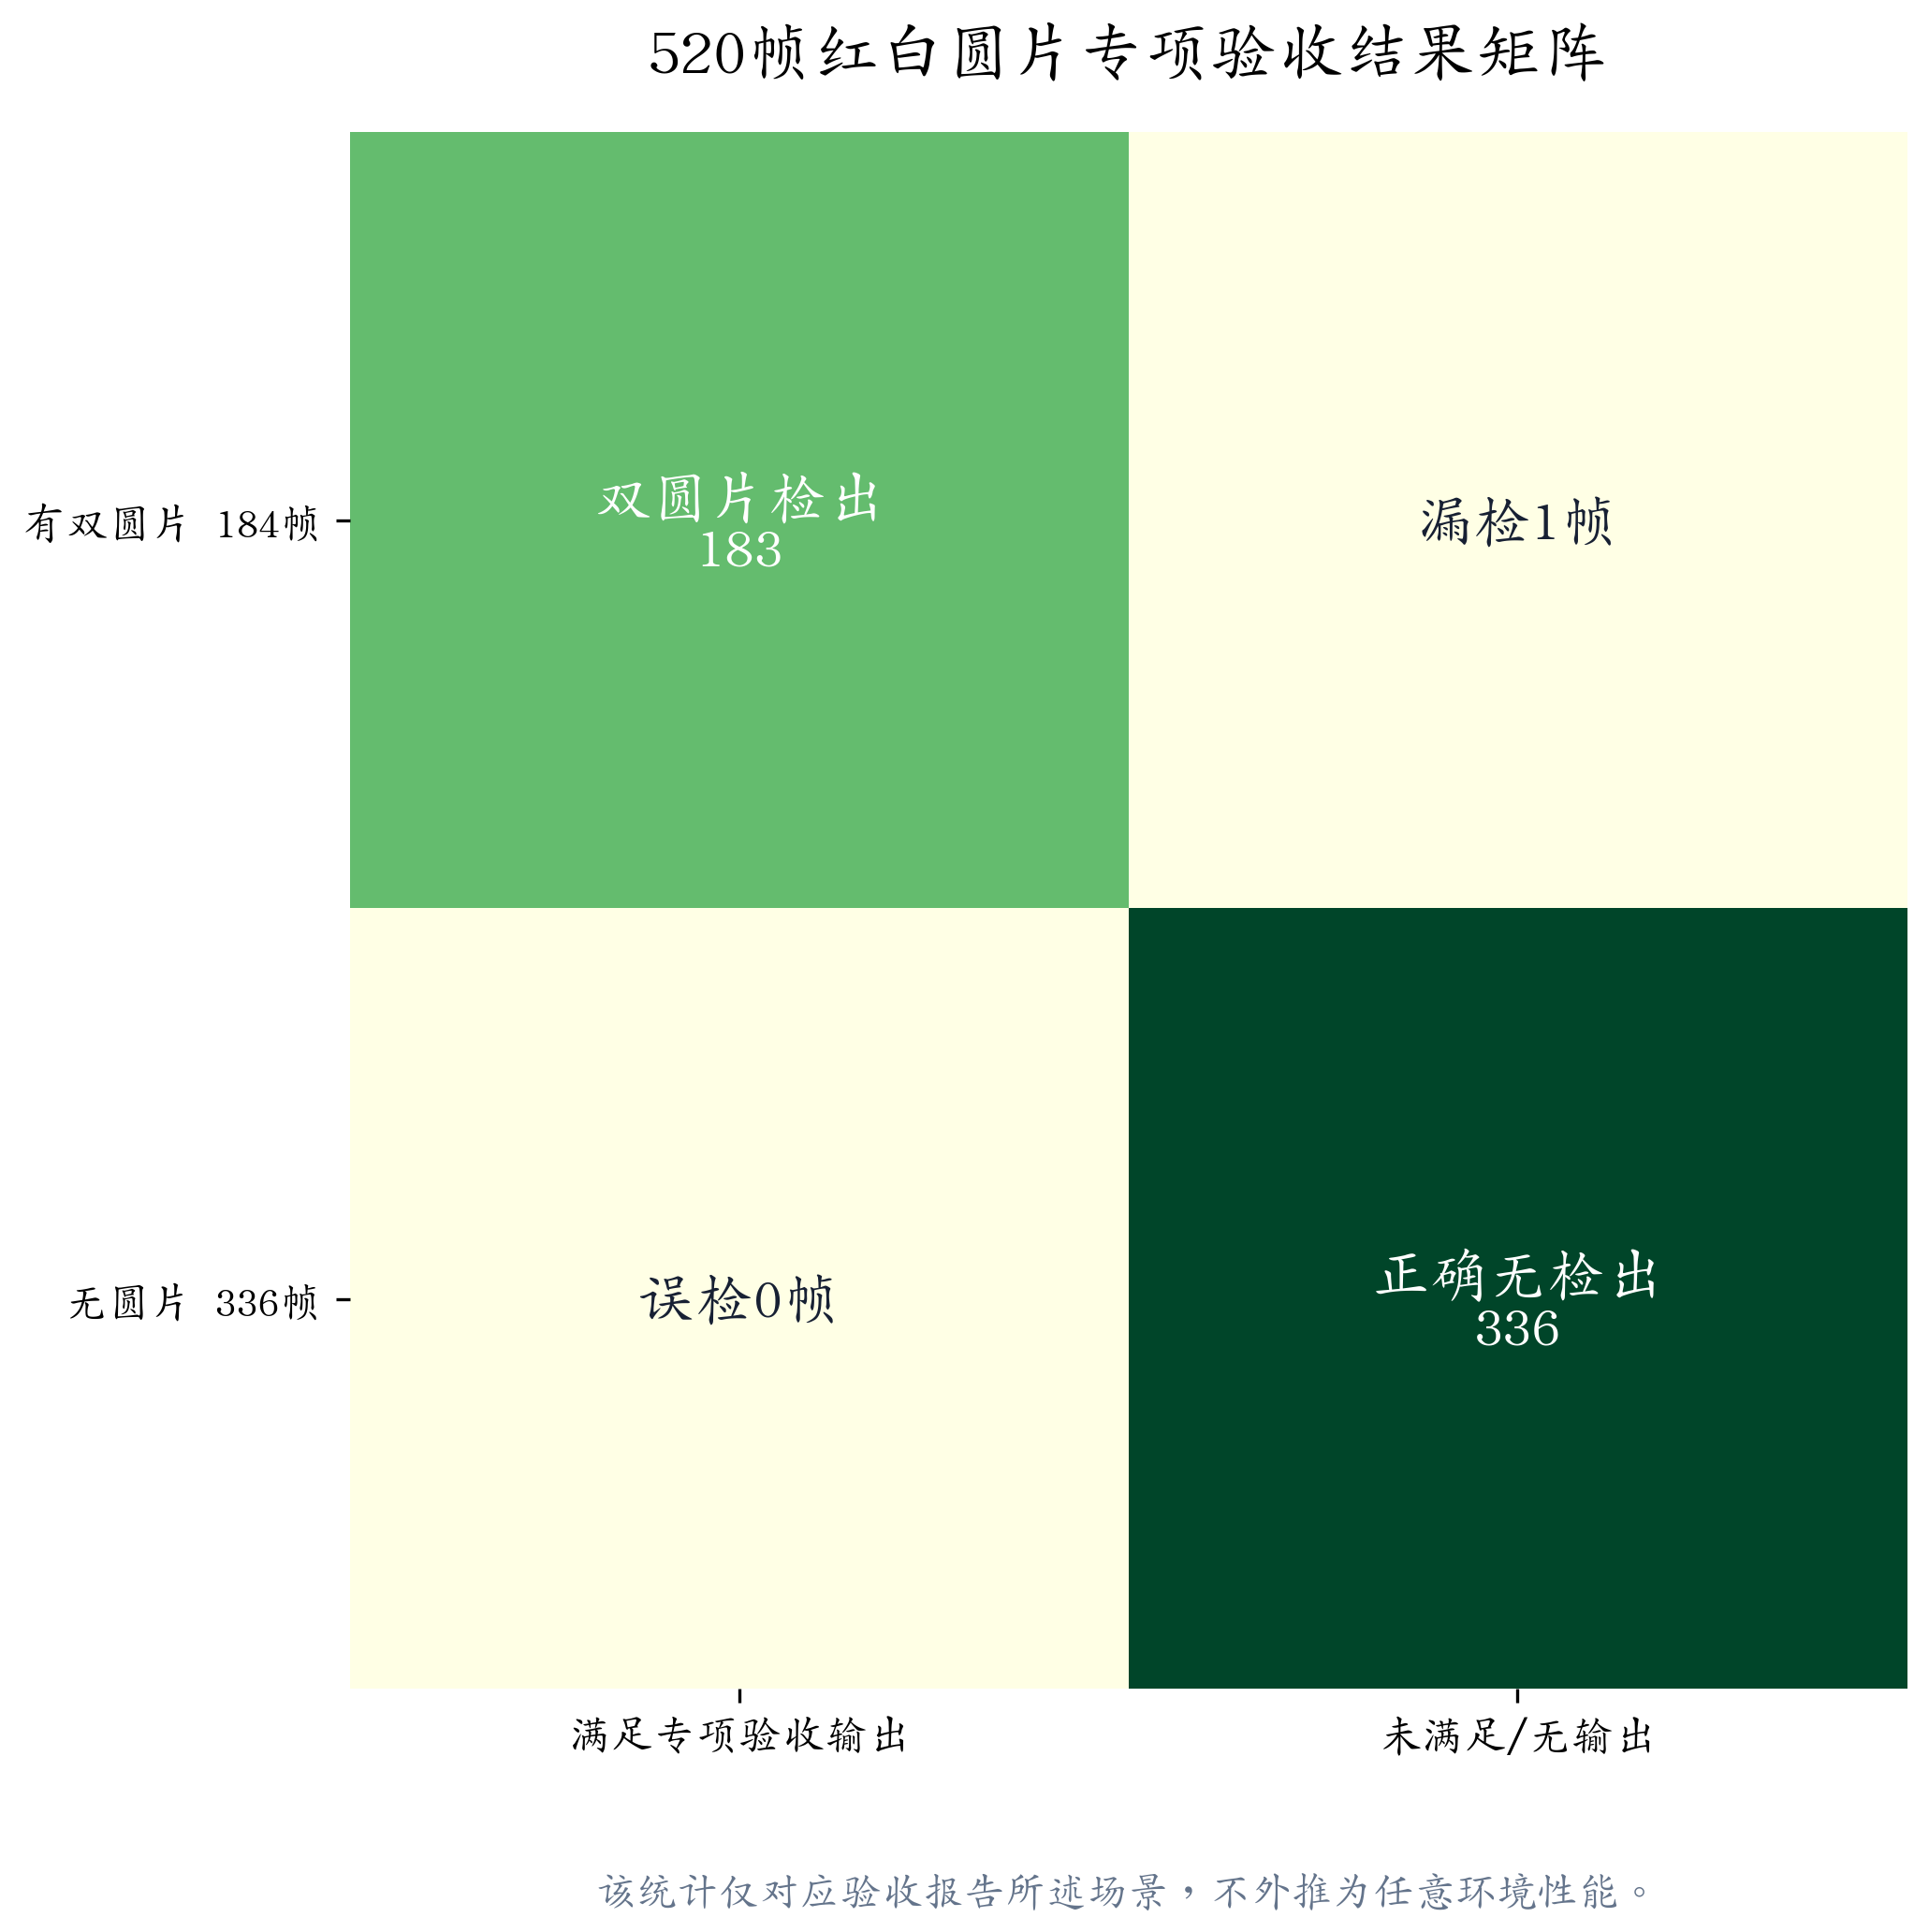 520帧红白圆片专项验收结果矩阵
有双圆片 184帧
双圆片检出
183
漏检1帧
无圆片 336帧
误检0帧
正确无检出
336
满足专项验收输出
未满足/无输出
该统计仅对应验收报告所述场景，不外推为任意环境性能。